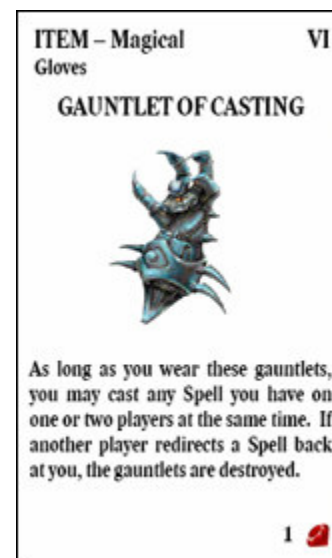 ITEM – Magical VI
Gloves
GAUNTLET OF CASTING
As long as you wear these gauntlets,
you may cast any Spell you have on
one or two players at the same time. If
another player redirects a Spell back
at you, the gauntlets are destroyed.
1